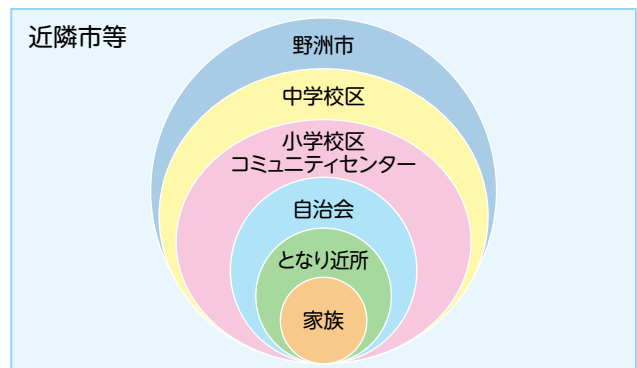 近隣市等
野洲市
中学校区
小学校区
コミュニティセンター
自治会
となり近所
家族